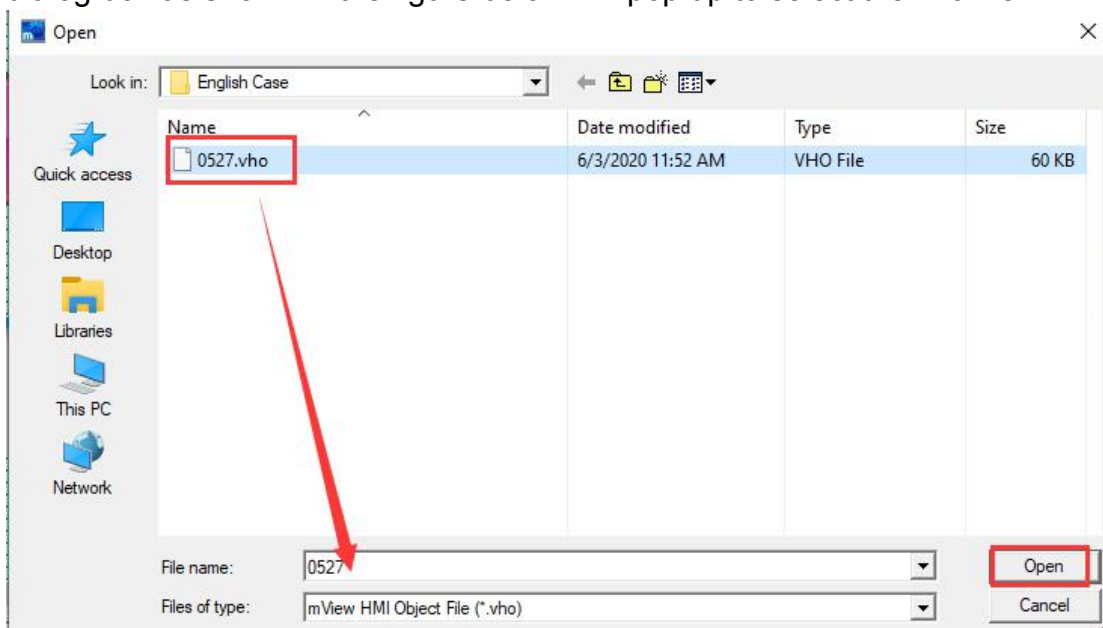 Open
Look in: English Case
Name Date modified Type Size
0527.vho 6/3/2020 11:52 AM VHO File 60 KB
Quick access
Desktop
Libraries
This PC
Network
File name: 0527 Open
Files of type: mView HMI Object File (*.vho) Cancel